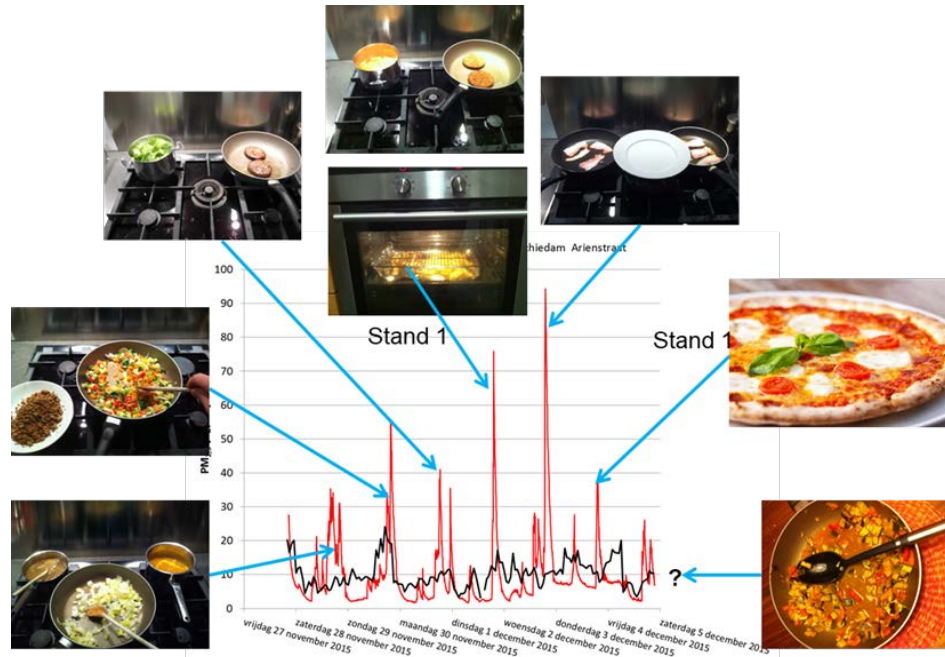 chiedam Arienstraat
Stand 1
Stand 1
100
90
80
70
60
50
40
30
20
10
0
?
vrijdag 27 november 2015
zaterdag 28 november 2015
zondag 29 november 2015
maandag 30 november 2015
dinsdag 1 december 2015
woensdag 2 december 2015
donderdag 3 december 2015
vrijdag 4 december 2015
zaterdag 5 december 2015